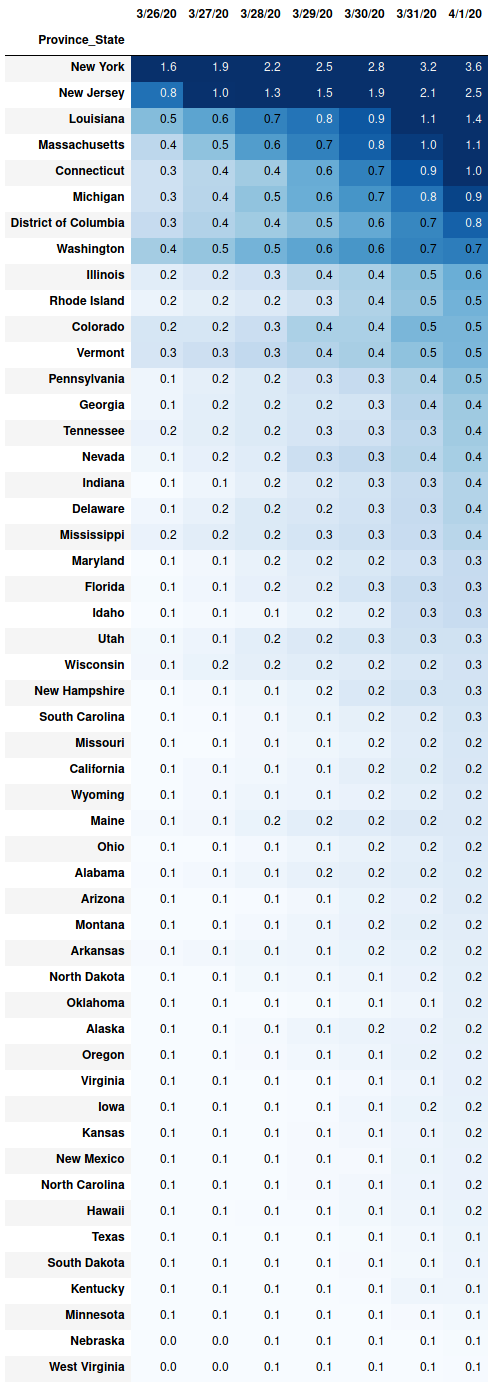 3/26/20 3/27/20 3/28/20 3/29/20 3/30/20 3/31/20 4/1/20
Province_State
New York 1.6 1.9 2.2 2.5 2.8 3.2 3.6
New Jersey 0.8 1.0 1.3 1.5 1.9 2.1 2.5
Louisiana 0.5 0.6 0.7 0.8 0.9 1.1 1.4
Massachusetts 0.4 0.5 0.6 0.7 0.8 1.0 1.1
Connecticut 0.3 0.4 0.4 0.6 0.7 0.9 1.0
Michigan 0.3 0.4 0.5 0.6 0.7 0.8 0.9
District of Columbia 0.3 0.4 0.4 0.5 0.6 0.7 0.8
Washington 0.4 0.5 0.5 0.6 0.6 0.7 0.7
Illinois 0.2 0.2 0.3 0.4 0.4 0.5 0.6
Rhode Island 0.2 0.2 0.2 0.3 0.4 0.5 0.5
Colorado 0.2 0.2 0.3 0.4 0.4 0.5 0.5
Vermont 0.3 0.3 0.3 0.4 0.4 0.5 0.5
Pennsylvania 0.1 0.2 0.2 0.3 0.3 0.4 0.5
Georgia 0.1 0.2 0.2 0.2 0.3 0.4 0.4
Tennessee 0.2 0.2 0.2 0.3 0.3 0.3 0.4
Nevada 0.1 0.2 0.2 0.3 0.3 0.4 0.4
Indiana 0.1 0.1 0.2 0.2 0.3 0.3 0.4
Delaware 0.1 0.2 0.2 0.2 0.3 0.3 0.4
Mississippi 0.2 0.2 0.2 0.3 0.3 0.3 0.4
Maryland 0.1 0.1 0.2 0.2 0.2 0.3 0.3
Florida 0.1 0.1 0.2 0.2 0.3 0.3 0.3
Idaho 0.1 0.1 0.1 0.2 0.2 0.3 0.3
Utah 0.1 0.1 0.2 0.2 0.3 0.3 0.3
Wisconsin 0.1 0.2 0.2 0.2 0.2 0.2 0.3
New Hampshire 0.1 0.1 0.1 0.2 0.2 0.3 0.3
South Carolina 0.1 0.1 0.1 0.1 0.2 0.2 0.3
Missouri 0.1 0.1 0.1 0.1 0.2 0.2 0.2
California 0.1 0.1 0.1 0.1 0.2 0.2 0.2
Wyoming 0.1 0.1 0.1 0.1 0.2 0.2 0.2
Maine 0.1 0.1 0.2 0.2 0.2 0.2 0.2
Ohio 0.1 0.1 0.1 0.1 0.2 0.2 0.2
Alabama 0.1 0.1 0.1 0.2 0.2 0.2 0.2
Arizona 0.1 0.1 0.1 0.1 0.2 0.2 0.2
Montana 0.1 0.1 0.1 0.1 0.2 0.2 0.2
Arkansas 0.1 0.1 0.1 0.1 0.2 0.2 0.2
North Dakota 0.1 0.1 0.1 0.1 0.1 0.2 0.2
Oklahoma 0.1 0.1 0.1 0.1 0.1 0.1 0.2
Alaska 0.1 0.1 0.1 0.1 0.2 0.2 0.2
Oregon 0.1 0.1 0.1 0.1 0.1 0.2 0.2
Virginia 0.1 0.1 0.1 0.1 0.1 0.1 0.2
Iowa 0.1 0.1 0.1 0.1 0.1 0.2 0.2
Kansas 0.1 0.1 0.1 0.1 0.1 0.1 0.2
New Mexico 0.1 0.1 0.1 0.1 0.1 0.1 0.2
North Carolina 0.1 0.1 0.1 0.1 0.1 0.1 0.2
Hawaii 0.1 0.1 0.1 0.1 0.1 0.1 0.2
Texas 0.1 0.1 0.1 0.1 0.1 0.1 0.1
South Dakota 0.1 0.1 0.1 0.1 0.1 0.1 0.1
Kentucky 0.1 0.1 0.1 0.1 0.1 0.1 0.1
Minnesota 0.1 0.1 0.1 0.1 0.1 0.1 0.1
Nebraska 0.0 0.0 0.1 0.1 0.1 0.1 0.1
West Virginia 0.0 0.0 0.1 0.1 0.1 0.1 0.1